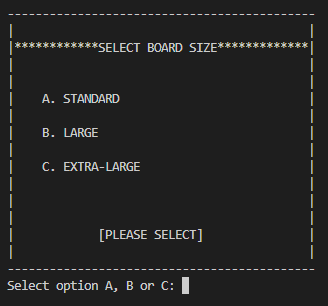 ************SELECT BOARD SIZE*************
A. STANDARD
B. LARGE
C. EXTRA-LARGE
[PLEASE SELECT]
Select option A, B or C: